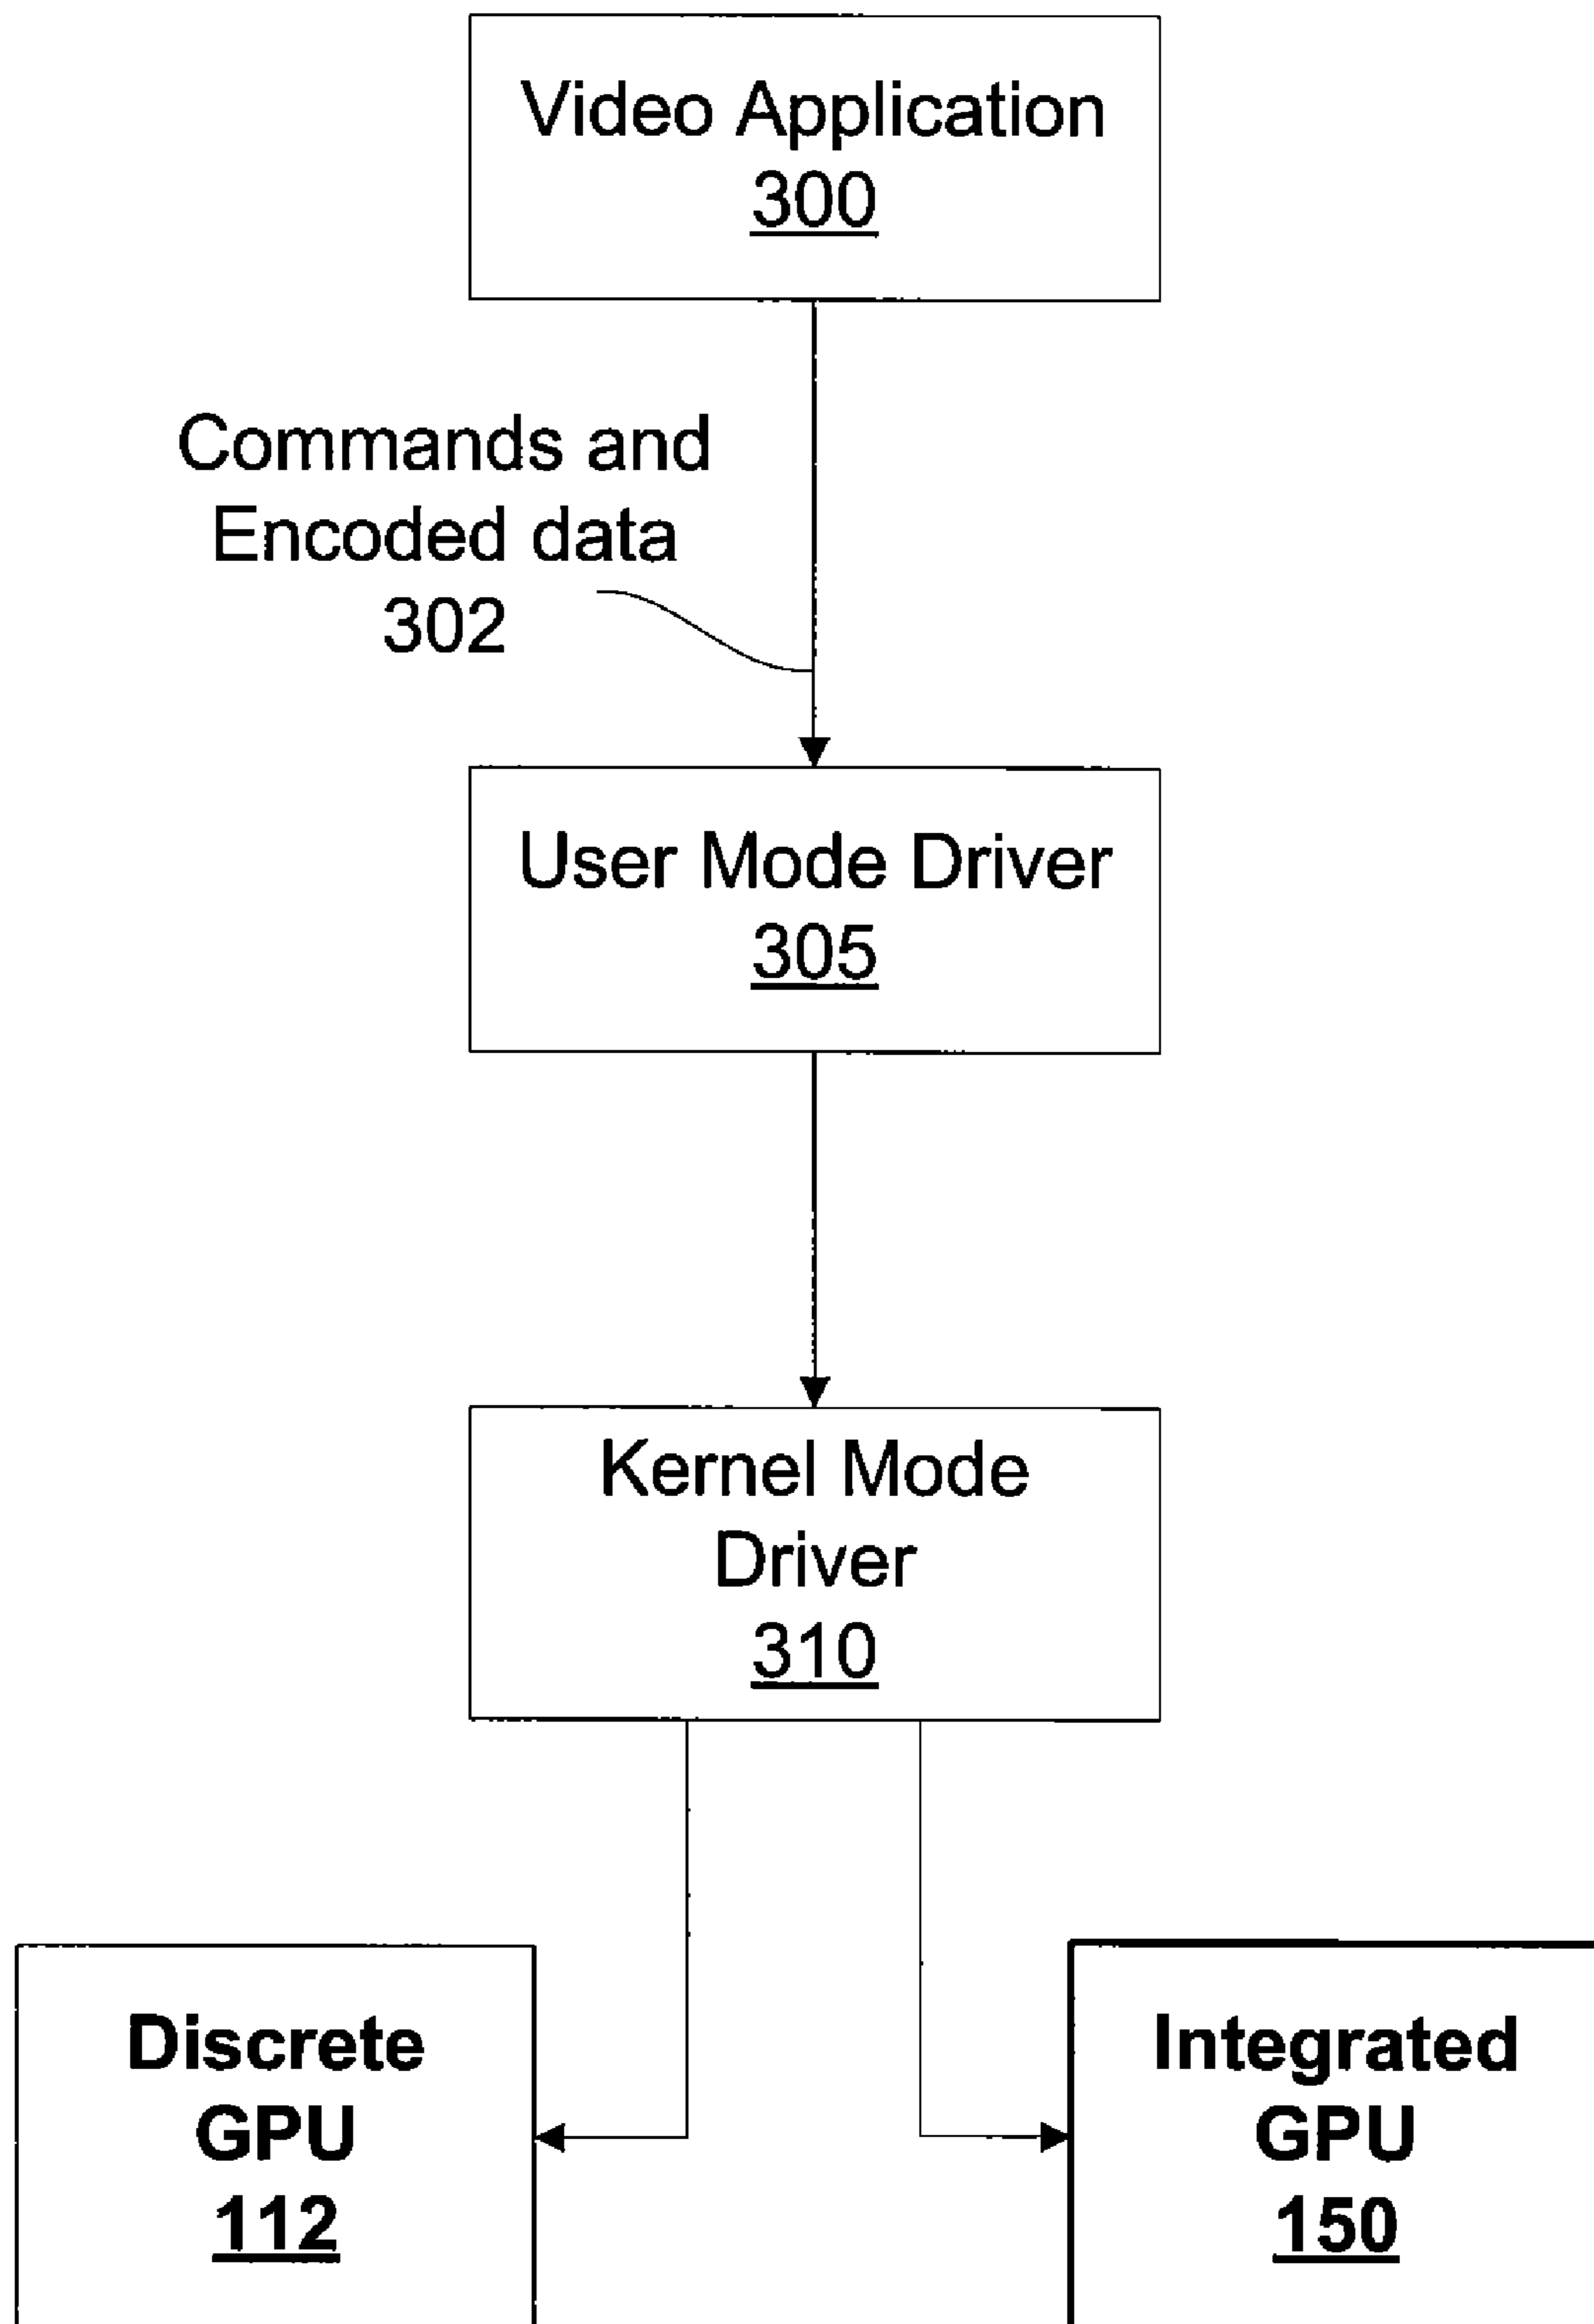 Video Application
300
Commands and
Encoded data
302
User Mode Driver
305
Kernel Mode
Driver
310
Discrete
GPU
112
Integrated
GPU
150